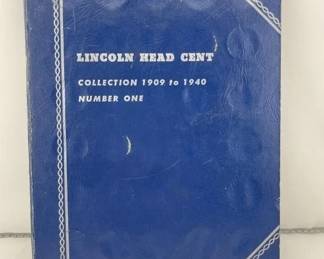 LINCOLN HEAD CENT
COLLECTION 1909 to 1940
NUMBER ONE